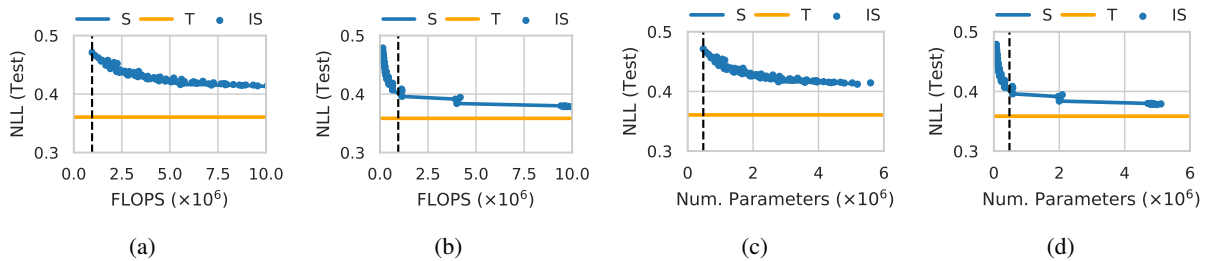 S T IS
NLL (Test)
0.5
0.4
0.3
0.0 2.5 5.0 7.5 10.0
FLOPS (×10⁶)
(a)
S T IS
NLL (Test)
0.5
0.4
0.3
0.0 2.5 5.0 7.5 10.0
FLOPS (×10⁶)
(b)
S T IS
NLL (Test)
0.5
0.4
0.3
0 2 4 6
Num. Parameters (×10⁶)
(c)
S T IS
NLL (Test)
0.5
0.4
0.3
0 2 4 6
Num. Parameters (×10⁶)
(d)